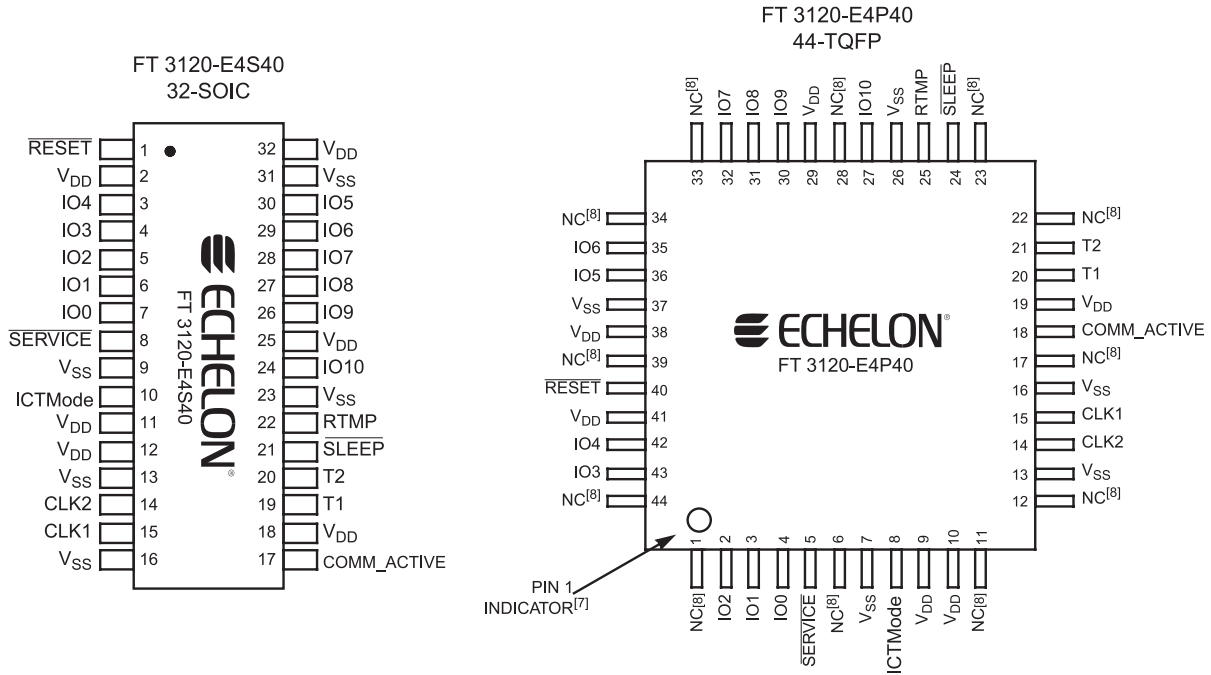 FT 3120-E4S40
32-SOIC
RESET 1 32 VDD
VDD 2 31 VSS
IO4 3 30 IO5
IO3 4 29 IO6
IO2 5 28 IO7
IO1 6 27 IO8
IO0 7 26 IO9
SERVICE 8 25 VDD
VSS 9 24 IO10
ICTMode 10 23 VSS
VDD 11 22 RTMP
VDD 12 21 SLEEP
VSS 13 20 T2
CLK2 14 19 T1
CLK1 15 18 VDD
VSS 16 17 COMM_ACTIVE
ECHELON®
FT 3120-E4S40
FT 3120-E4P40
44-TQFP
NC[8] IO7 IO8 IO9 VDD NC[8] IO10 VSS RTMP SLEEP NC[8]
33 32 31 30 29 28 27 26 25 24 23
NC[8] 34 22 NC[8]
IO6 35 21 T2
IO5 36 20 T1
VSS 37 19 VDD
VDD 38 18 COMM_ACTIVE
NC[8] 39 17 NC[8]
RESET 40 16 VSS
VDD 41 15 CLK1
IO4 42 14 CLK2
IO3 43 13 VSS
NC[8] 44 12 NC[8]
ECHELON®
FT 3120-E4P40
1 2 3 4 5 6 7 8 9 10 11
NC[8] IO2 IO1 IO0 SERVICE NC[8] VSS ICTMode VDD VDD NC[8]
PIN 1
INDICATOR[7]